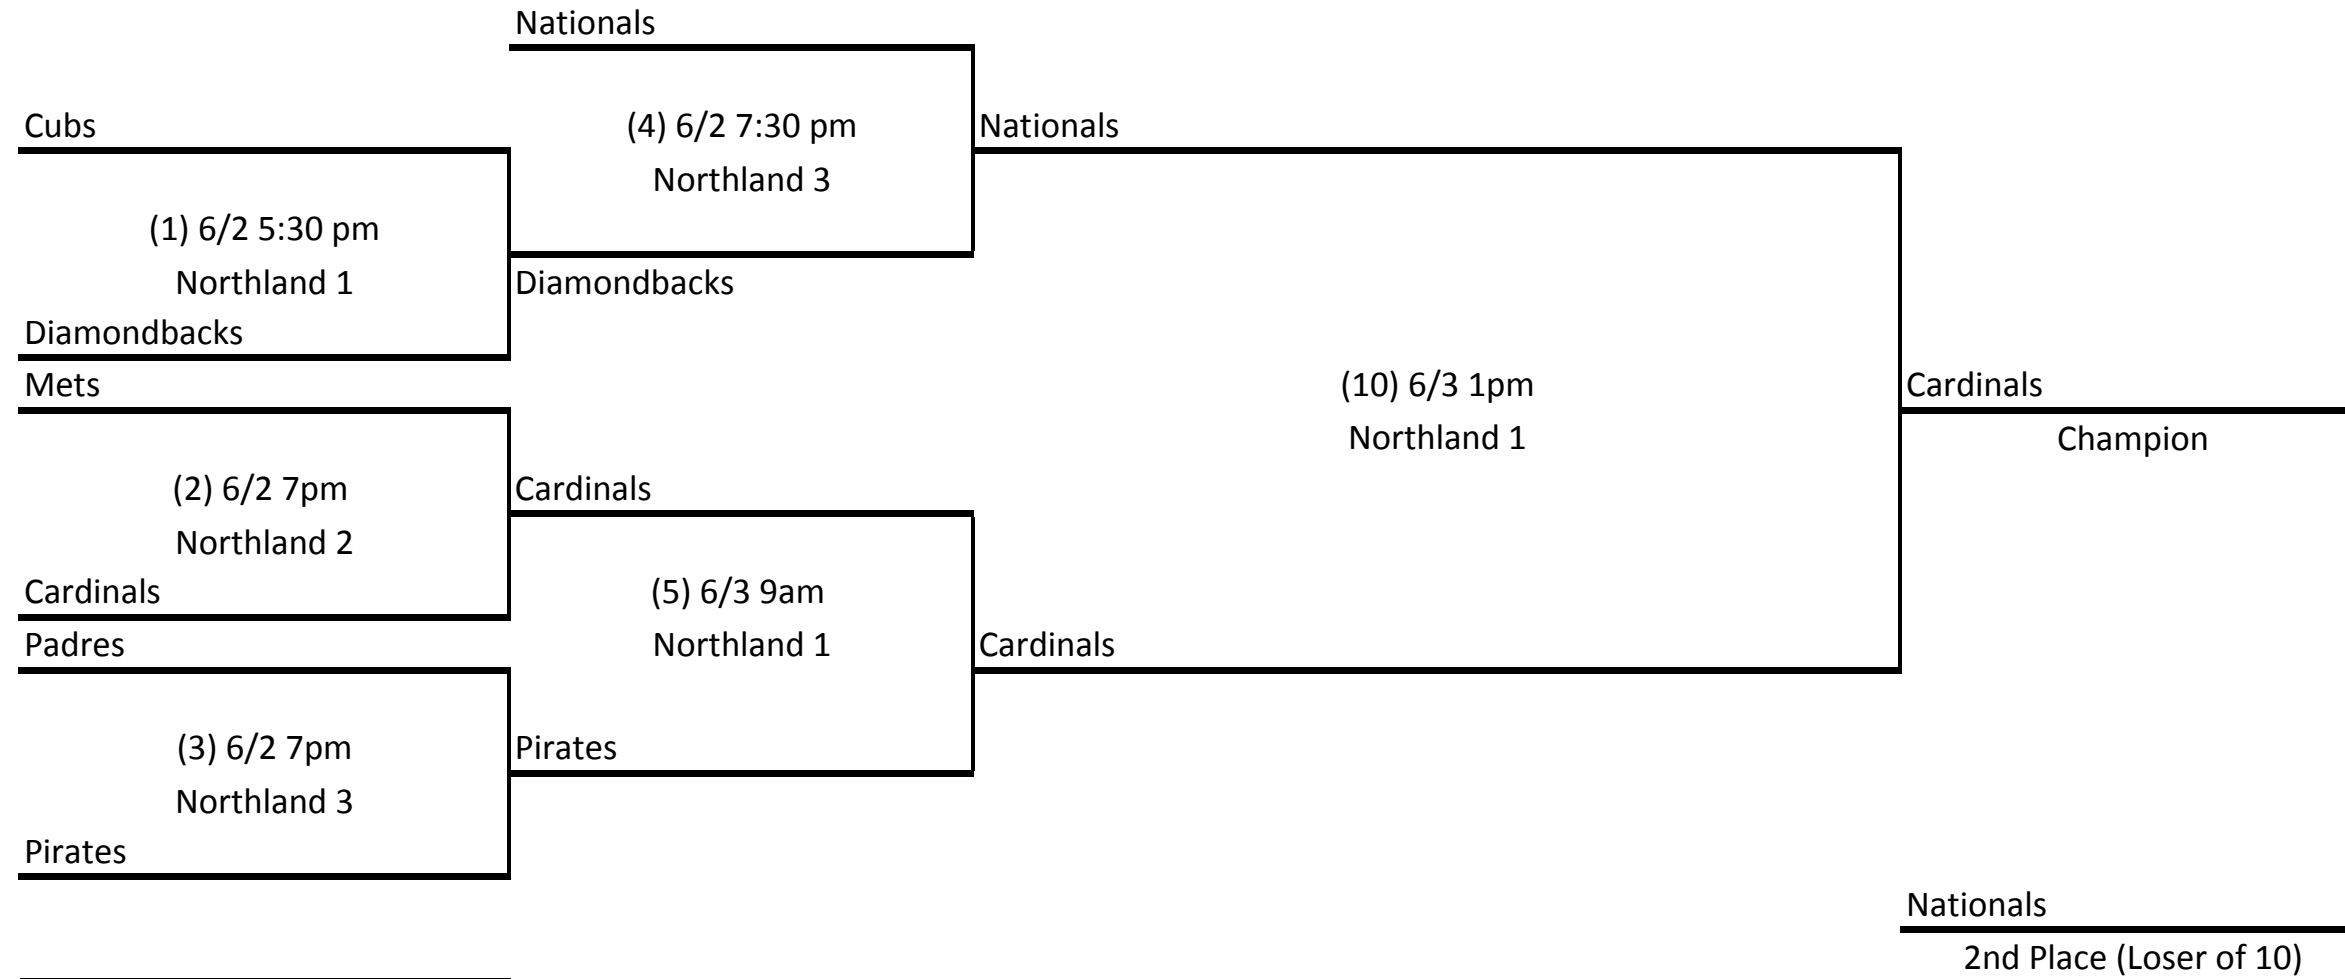 Nationals
Cubs
(4) 6/2 7:30 pm
Nationals
Northland 3
(1) 6/2 5:30 pm
Northland 1
Diamondbacks
Diamondbacks
Mets
(10) 6/3 1pm
Cardinals
Northland 1
Champion
(2) 6/2 7pm
Cardinals
Northland 2
Cardinals
(5) 6/3 9am
Padres
Northland 1
Cardinals
(3) 6/2 7pm
Pirates
Northland 3
Pirates
Nationals
2nd Place (Loser of 10)